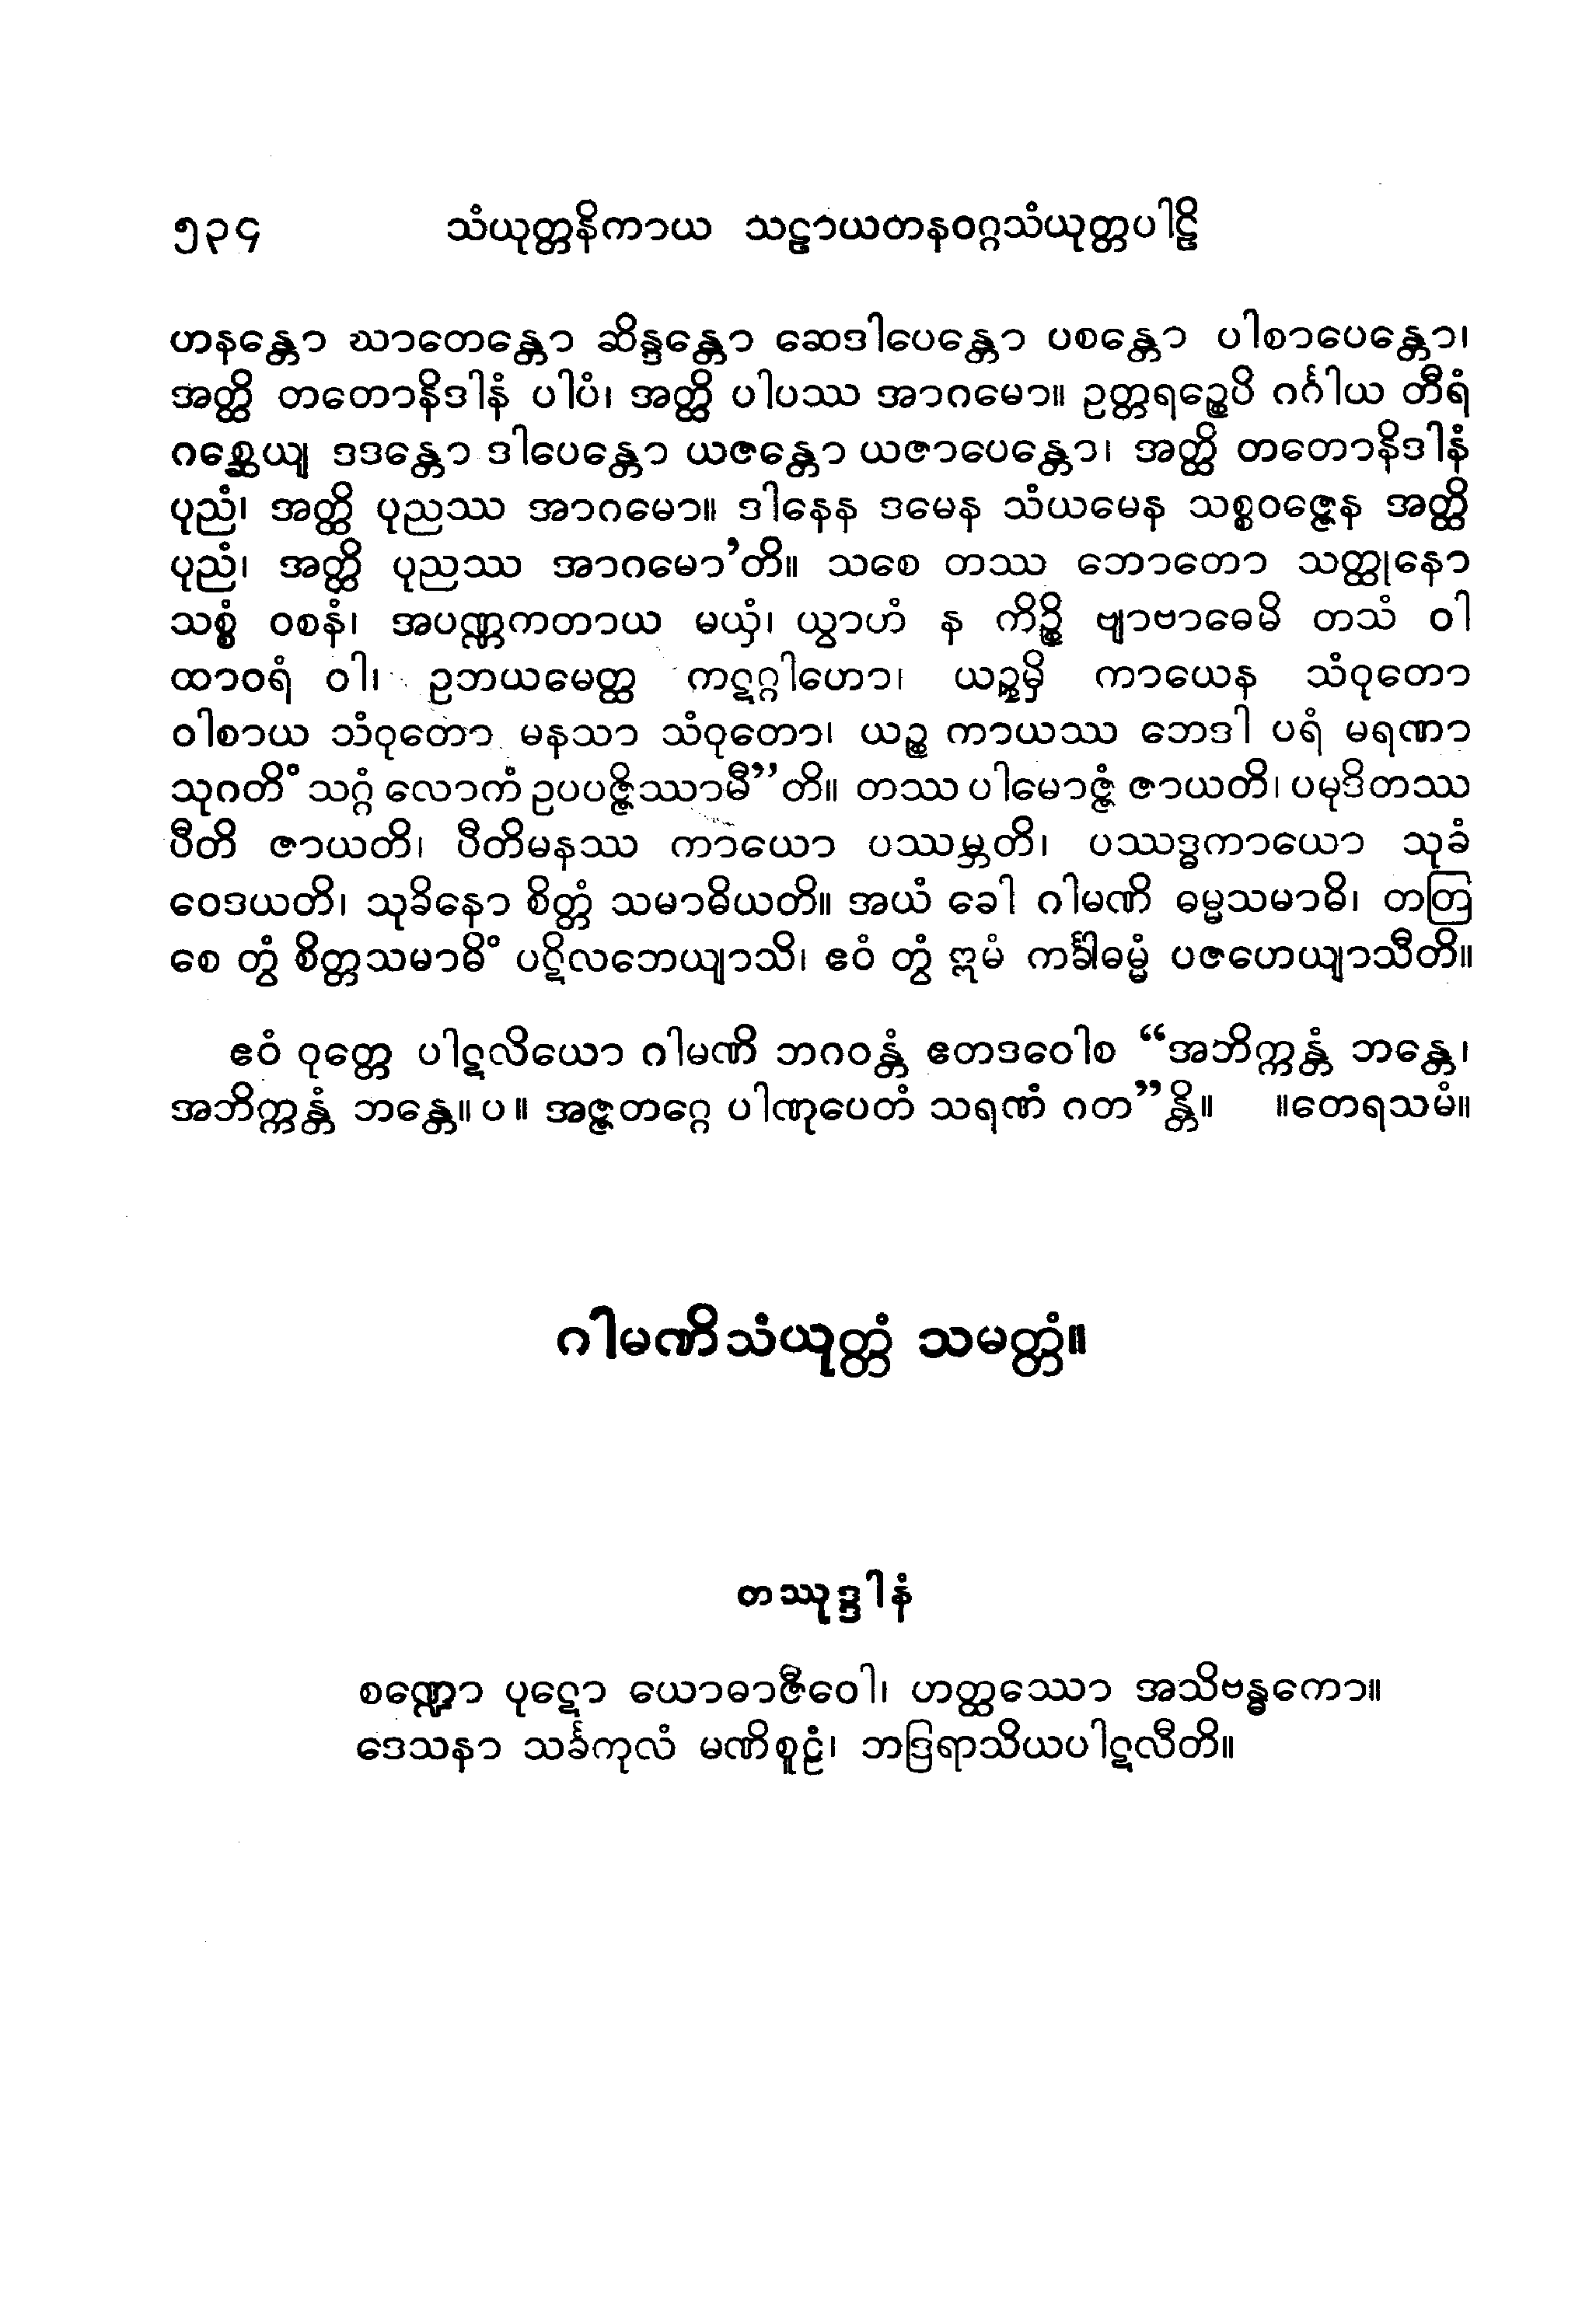 ၅၃၄ သံယုတ္တနိကာယ သဠာယတနဝဂ္ဂသံယုတ္တပါဠိ
ဟနန္တော ဃာတေန္တော ဆိန္ဒန္တော ဆေဒါပေန္တော ပစန္တော ပါစာပေန္တော၊
အတ္ထိ တတောနိဒါနံ ပါပံ၊ အတ္ထိ ပါပဿ အာဂမော။ ဥတ္တရဉ္စေပိ ဂင်္ဂါယ တီရံ
ဂစ္ဆေယျ ဒဒန္တော ဒါပေန္တော ယဇန္တော ယဇာပေန္တော၊ အတ္ထိ တတောနိဒါနံ
ပုညံ၊ အတ္ထိ ပုညဿ အာဂမော။ ဒါနေန ဒမေန သံယမေန သစ္စဝဇ္ဇေန အတ္ထိ
ပုညံ၊ အတ္ထိ ပုညဿ အာဂမော’တိ။ သစေ တဿ ဘောတော သတ္ထုနော
သစ္စံ ဝစနံ၊ အပဏ္ဏကတာယ မယှံ၊ ယွာဟံ န ကိဉ္စိ ဗျာဗာဓေမိ တသံ ဝါ
ထာဝရံ ဝါ၊ ဥဘယမေတ္ထ ကဋဂ္ဂါဟော၊ ယဉ္စမှိ ကာယေန သံဝုတော
ဝါစာယ သံဝုတော မနသာ သံဝုတော၊ ယဉ္စ ကာယဿ ဘေဒါ ပရံ မရဏာ
သုဂတိံ သဂ္ဂံ လောကံ ဥပပဇ္ဇိဿာမီ”တိ။ တဿ ပါမောဇ္ဇံ ဇာယတိ၊ ပမုဒိတဿ
ပီတိ ဇာယတိ၊ ပီတိမနဿ ကာယော ပဿမ္ဘတိ၊ ပဿဒ္ဓကာယော သုခံ
ဝေဒယတိ၊ သုခိနော စိတ္တံ သမာဓိယတိ။ အယံ ခေါ ဂါမဏိ ဓမ္မသမာဓိ၊ တတြ
စေ တွံ စိတ္တသမာဓိံ ပဋိလဘေယျာသိ၊ ဧဝံ တွံ ဣမံ ကင်္ခါဓမ္မံ ပဇဟေယျာသီတိ။
ဧဝံ ဝုတ္တေ ပါဋလိယော ဂါမဏိ ဘဂဝန္တံ ဧတဒဝေါစ “အဘိက္ကန္တံ ဘန္တေ၊
အဘိက္ကန္တံ ဘန္တေ။ ပ ။ အဇ္ဇတဂ္ဂေ ပါဏုပေတံ သရဏံ ဂတ”န္တိ။ ။တေရသမံ။
ဂါမဏိသံယုတ္တံ သမတ္တံ။
တဿုဒ္ဒါနံ
စဏ္ဍော ပုဋော ယောဓာဇီဝေါ၊ ဟတ္ထဿော အသိဗန္ဓကော။
ဒေသနာ သင်္ခကုလံ မဏိစူဠံ၊ ဘဒြရာသိယပါဋလီတိ။